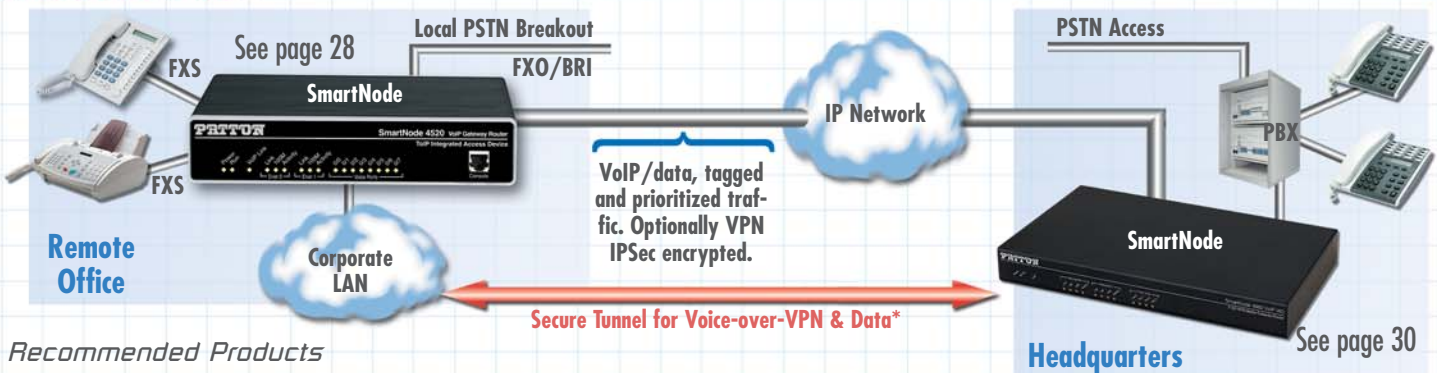 See page 28
Local PSTN Breakout
FXO/BRI
PSTN Access
FXS
SmartNode
IP Network
PBX
PATTON
SmartNode 4520 VoIP Gateway Router
ToIP Integrated Access Device
Console
FXS
VoIP/data, tagged
and prioritized traf-
fic. Optionally VPN
IPSec encrypted.
Remote
Office
Corporate
LAN
SmartNode
PATTON
Secure Tunnel for Voice-over-VPN & Data*
See page 30
Recommended Products
Headquarters